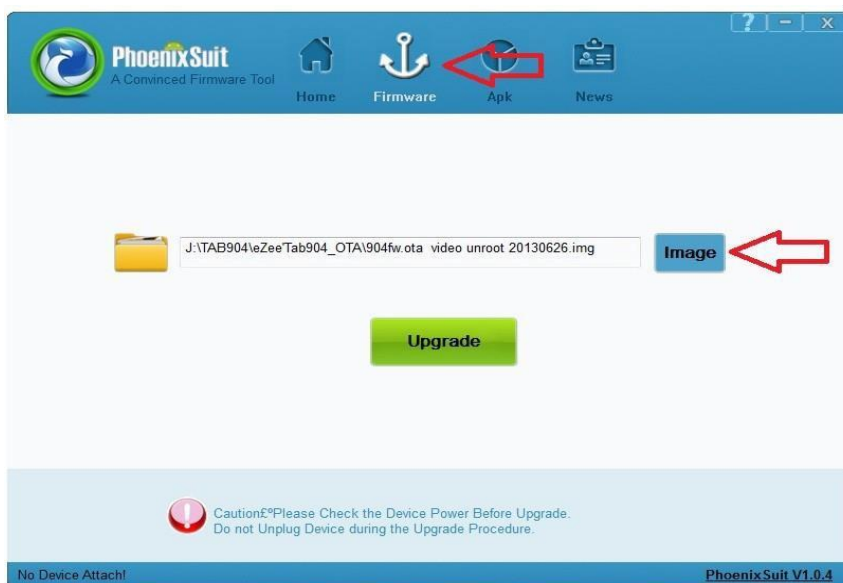 ? – X
PhoenixSuit
A Convinced Firmware Tool
Home Firmware Apk News
J:\TAB904\eZee'Tab904_OTA\904fw.ota video unroot 20130626.img
Image
Upgrade
Caution£ºPlease Check the Device Power Before Upgrade.
Do not Unplug Device during the Upgrade Procedure.
No Device Attach!
PhoenixSuit V1.0.4